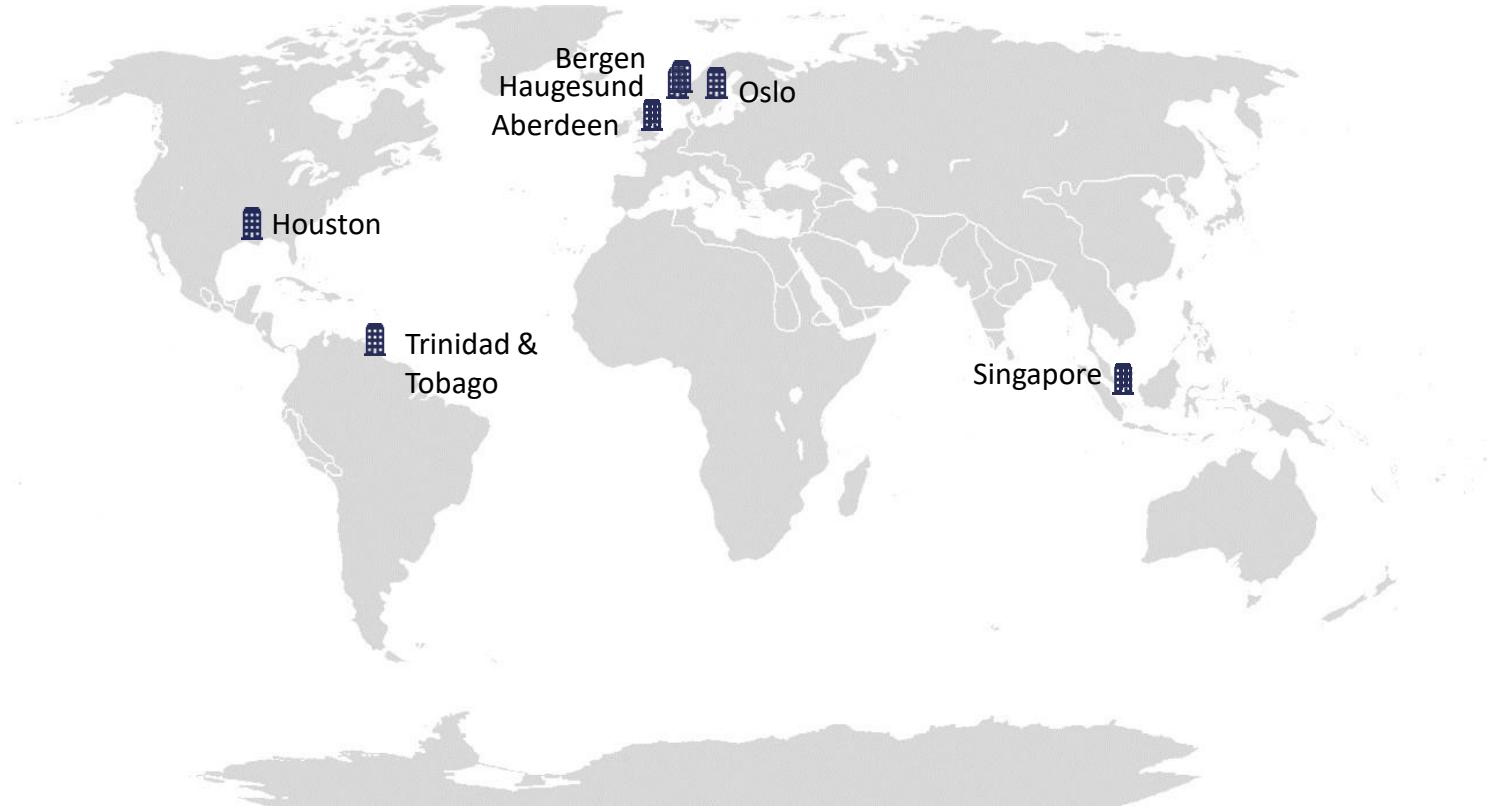 Bergen
Haugesund
Oslo
Aberdeen
Houston
Trinidad &
Tobago
Singapore